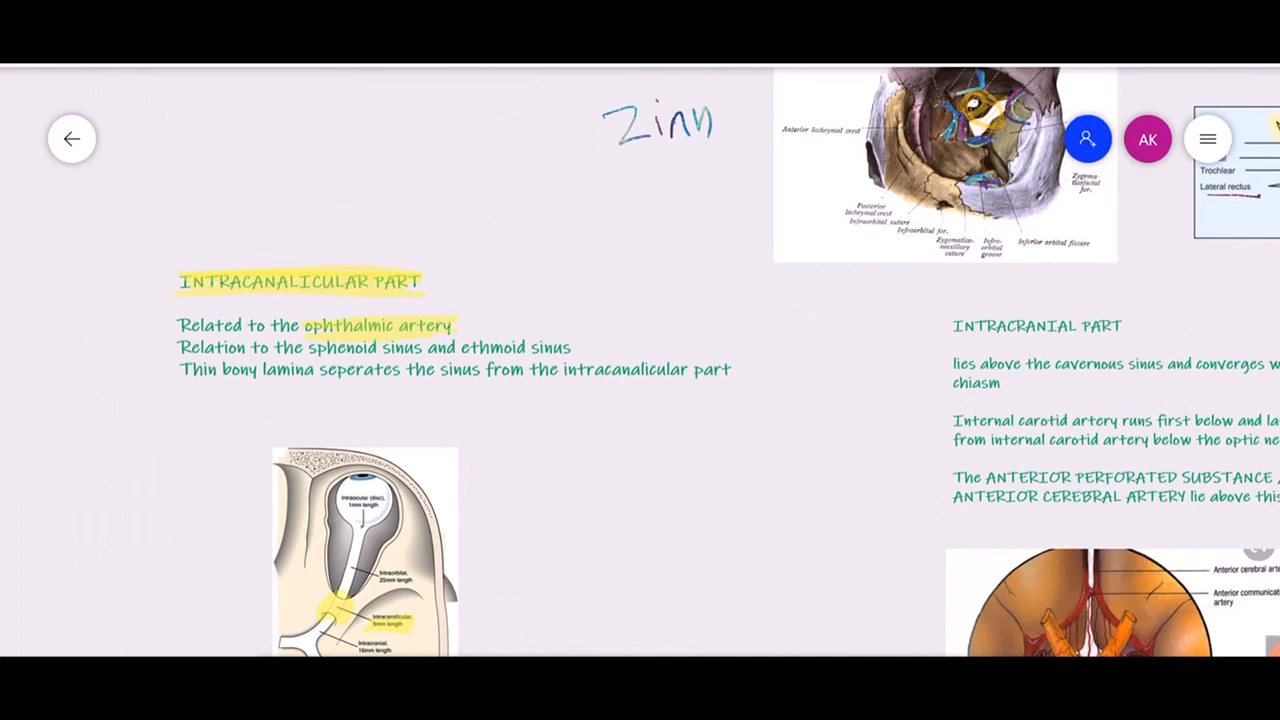 Zinn
Anterior lachrymal crest
Posterior
lachrymal crest
Infraorbital suture
Infraorbital for.
Zygomatico-
maxillary
suture
Infra-
orbital
groove
Inferior orbital fissure
Zygoma-
ticofacial
for.
AK
Trochlear
Lateral rectus
INTRACANALICULAR PART
Related to the ophthalmic artery
Relation to the sphenoid sinus and ethmoid sinus
Thin bony lamina seperates the sinus from the intracanalicular part
Intraocular (disc),
1mm length
Intraorbital,
25mm length
Intracanalicular,
9mm length
Intracranial,
16mm length
INTRACRANIAL PART
lies above the cavernous sinus and converges
chiasm
Internal carotid artery runs first below and
from internal carotid artery below the optic
The ANTERIOR PERFORATED SUBSTANCE
ANTERIOR CEREBRAL ARTERY lie above
Anterior cerebral
Anterior
artery